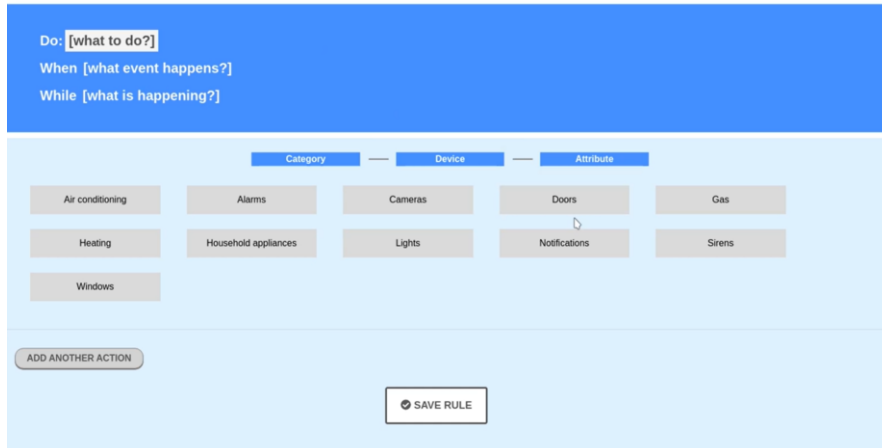 Do: [what to do?]
When [what event happens?]
While [what is happening?]
Category Device Attribute
Air conditioning Alarms Cameras Doors Gas
Heating Household appliances Lights Notifications Sirens
Windows
ADD ANOTHER ACTION
SAVE RULE